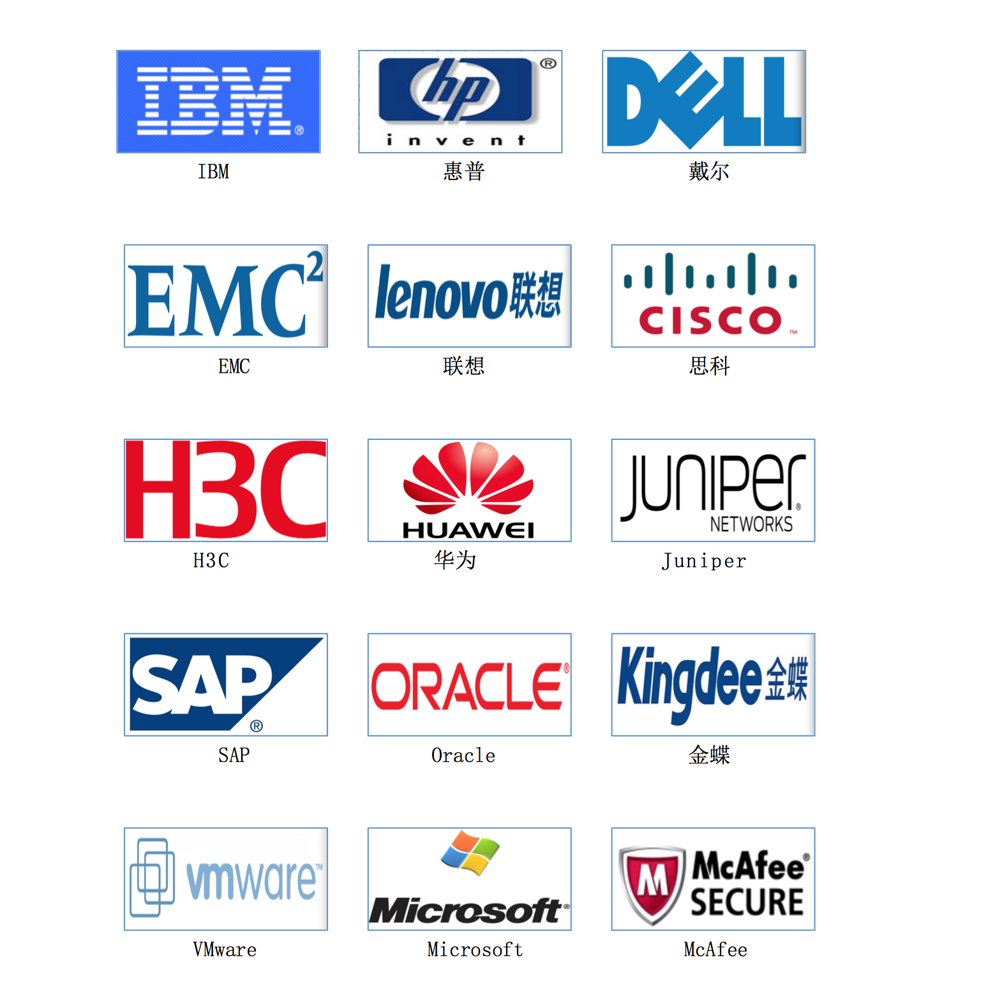 IBM®
hp ®
invent
DELL
IBM
惠普
戴尔
EMC²
lenovo联想
CISCO™
EMC
联想
思科
H3C
HUAWEI
JUNIPer®
NETWORKS
H3C
华为
Juniper
SAP®
ORACLE®
Kingdee金蝶
SAP
Oracle
金蝶
vmware™
Microsoft®
M McAfee®
SECURE
VMware
Microsoft
McAfee